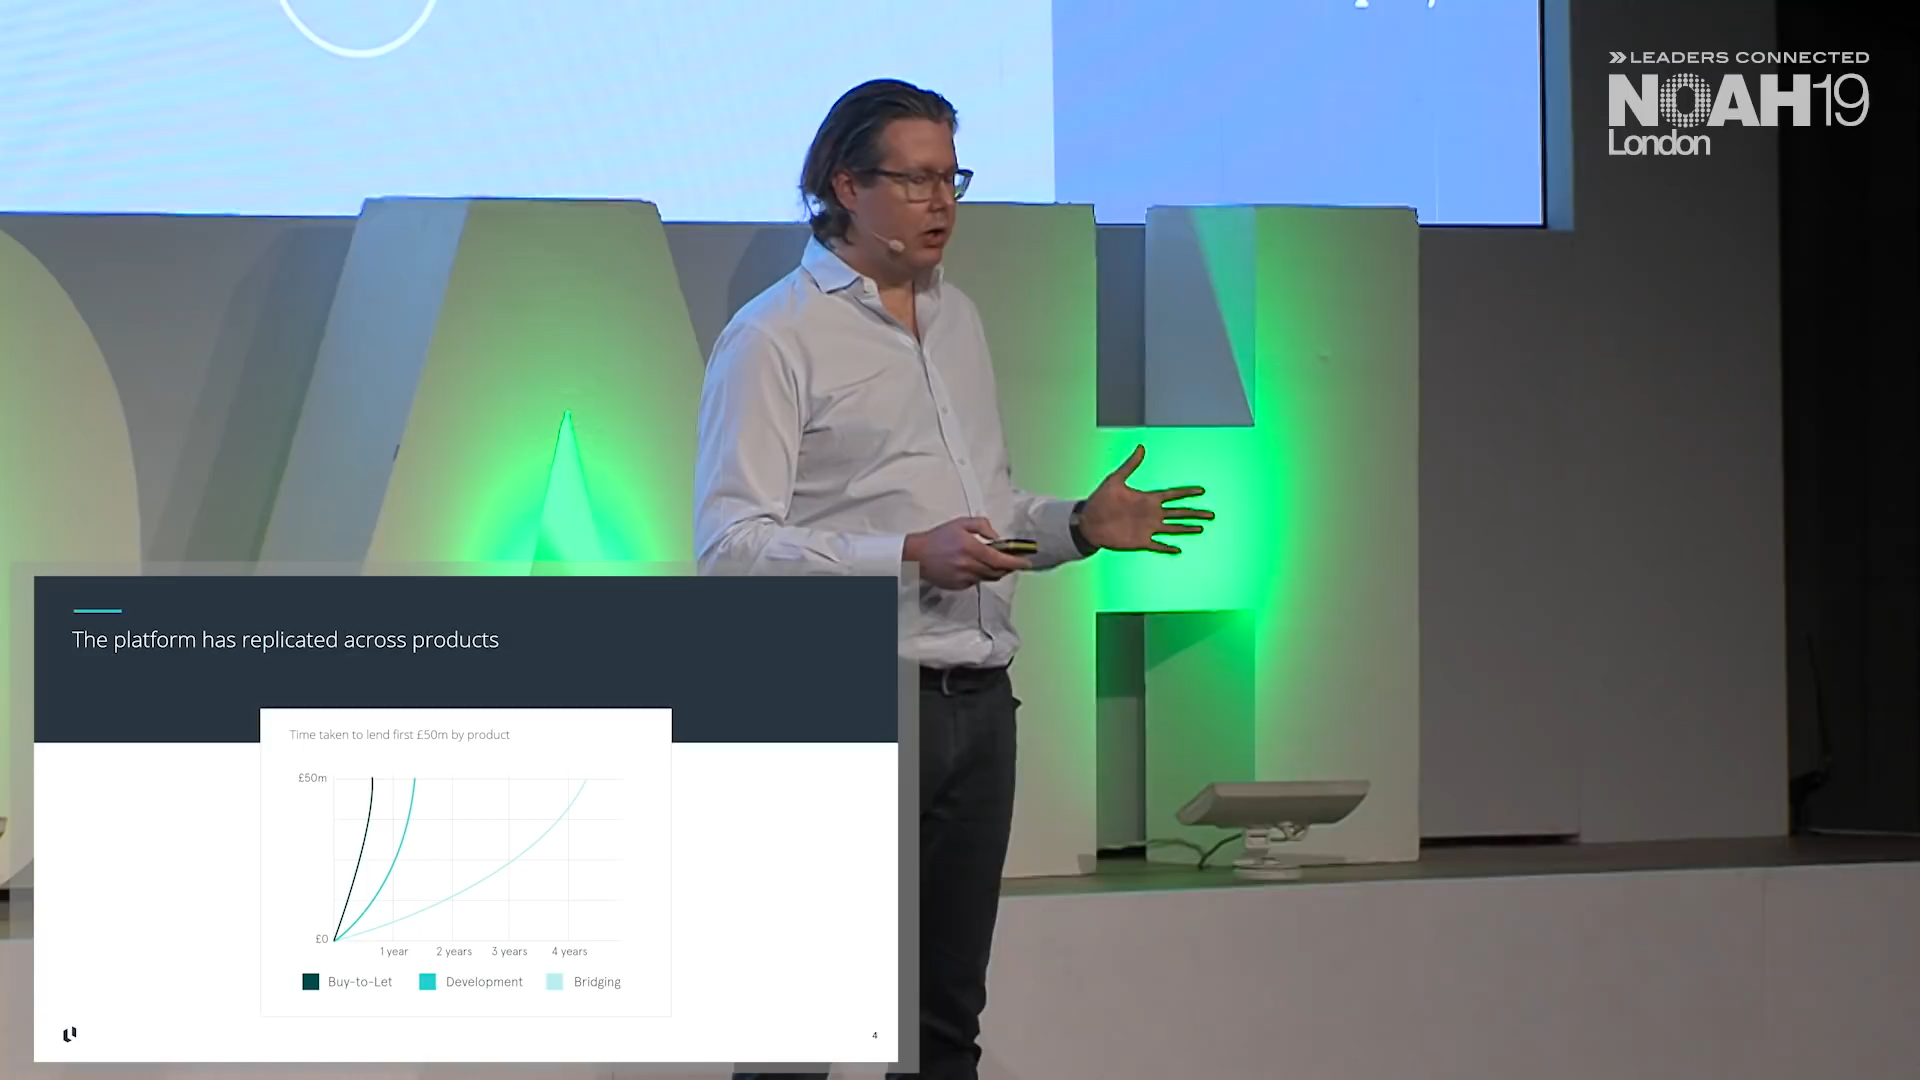 LEADERS CONNECTED
NOAH19
London
The platform has replicated across products
Time taken to lend first £50m by product
£50m
£0
1 year 2 years 3 years 4 years
Buy-to-Let Development Bridging
4